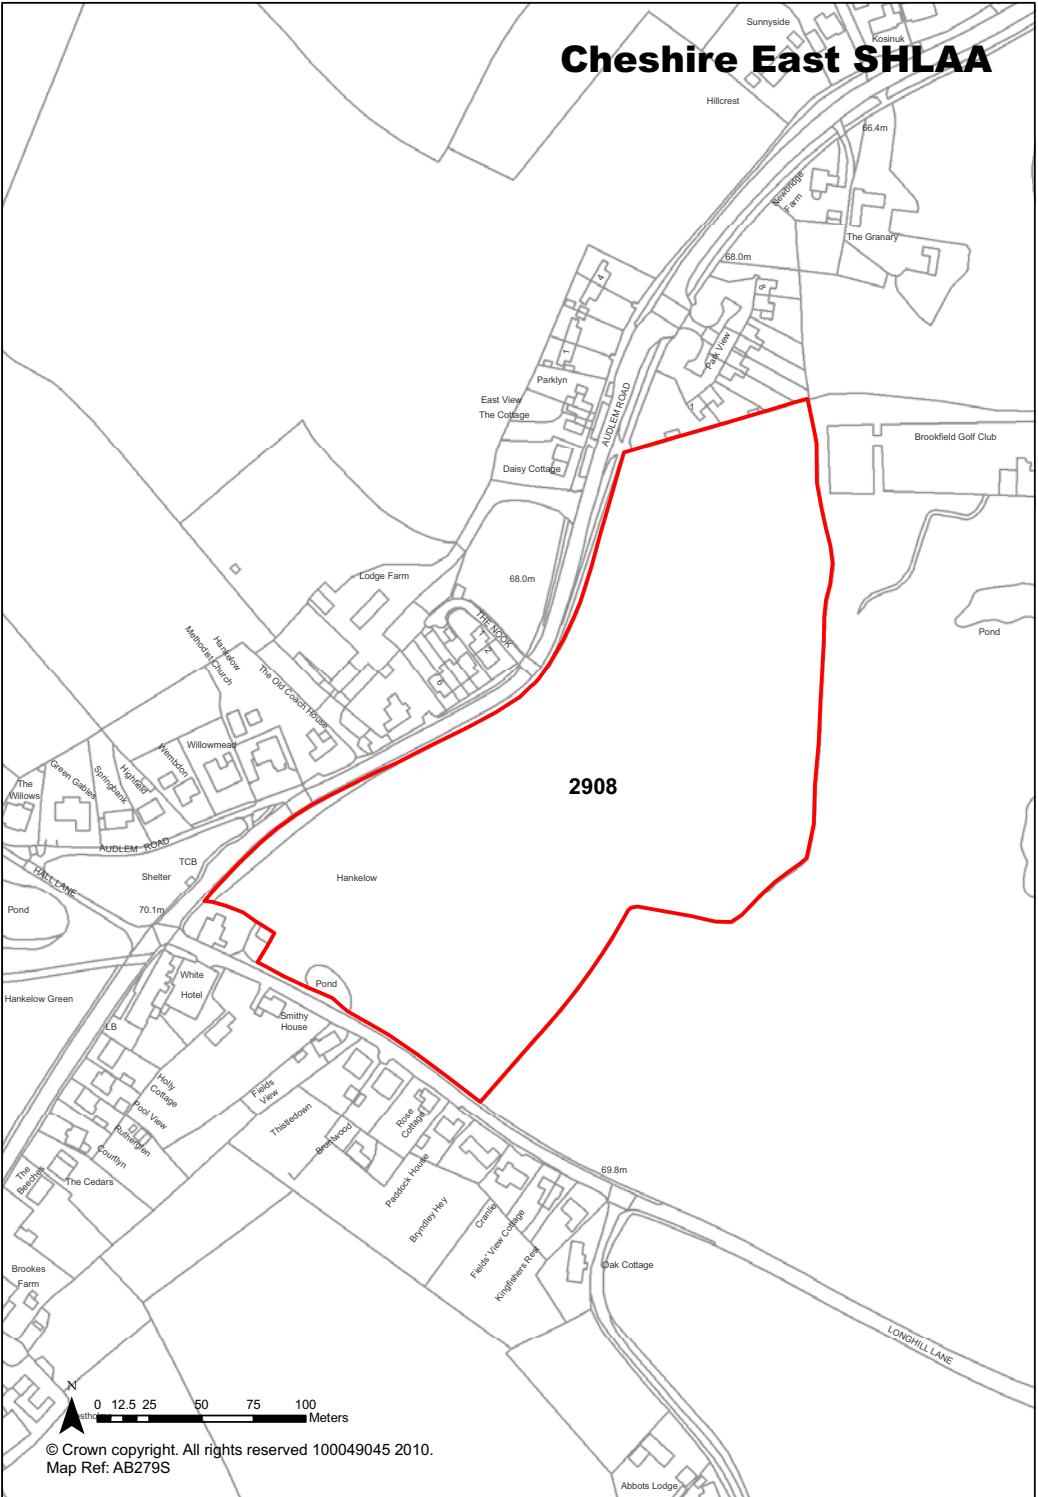 Sunnyside
Kosinuk
Cheshire East SHLAA
Hillcrest
66.4m
Newbridge
Farm
The Granary
68.0m
4
8
1
Park View
Parklyn
East View
The Cottage
AUDLEM ROAD
1
Brookfield Golf Club
Daisy Cottage
Lodge Farm
68.0m
THE NOOK
1
2
6
Pond
Hankelow
Methodist Church
The Old Coach House
Willowmead
Wembdon
Highfield
Springbank
Green Gables
The
Willows
2908
AUDLEM ROAD
TCB
Shelter
HALL LANE
Hankelow
Pond
70.1m
White
Hotel
Pond
Hankelow Green
Smithy
House
LB
Holly
Cottage
Pool View
Rutherglen
Courtlyn
Fields
View
Thistledown
Bruntwood
Rose
Cottage
Paddock House
Bryndley Hey
Cranlie
Fields' View Cottage
Kingfishers Rest
69.8m
The
Beeches
The Cedars
Oak Cottage
Brookes
Farm
LONGHILL LANE
N
0 12.5 25 50 75 100
Meters
© Crown copyright. All rights reserved 100049045 2010.
Map Ref: AB279S
Abbots Lodge